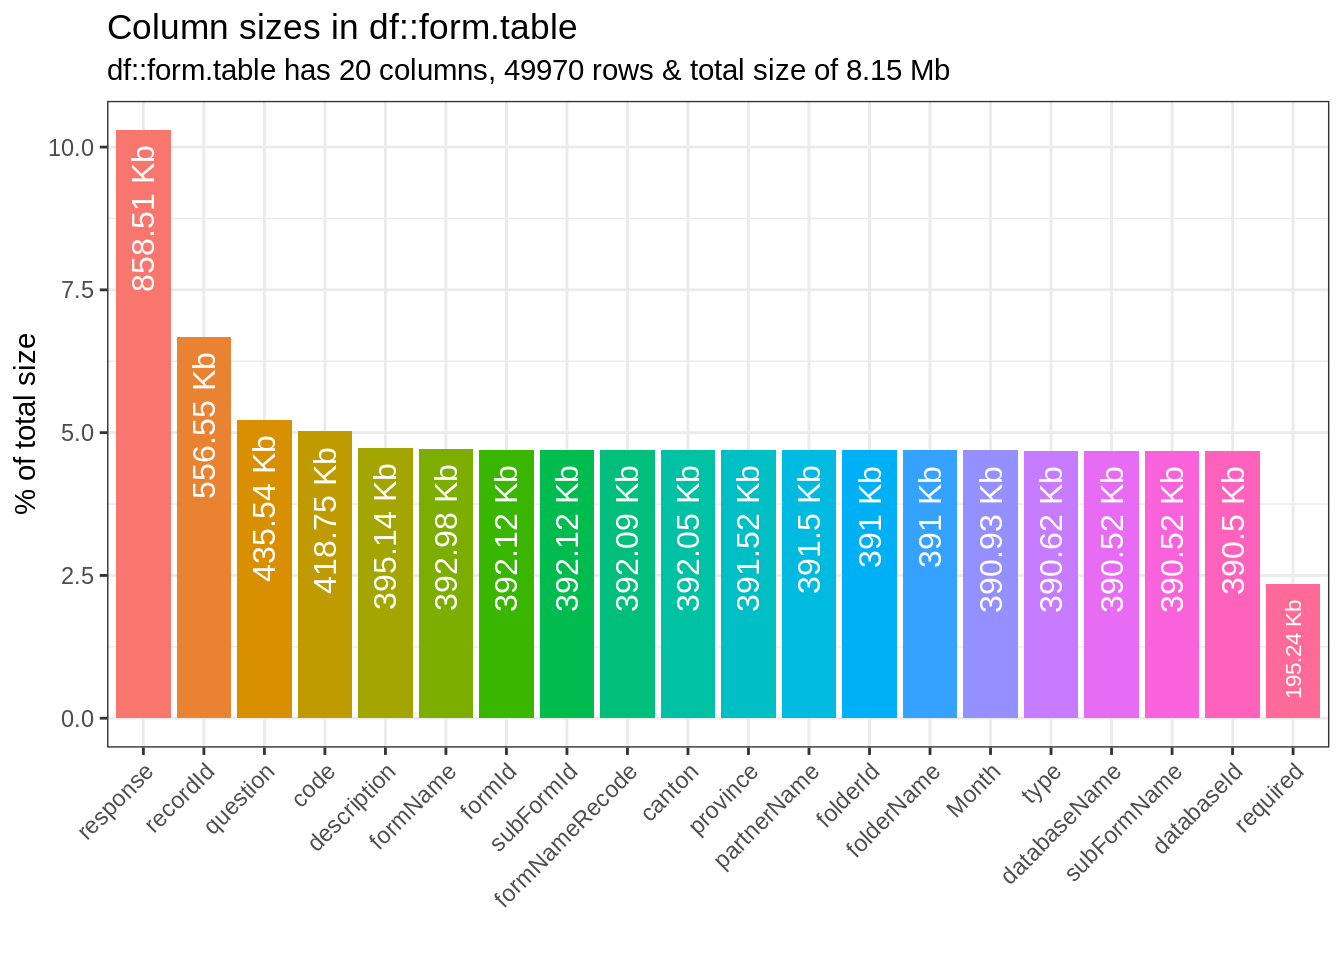 Column sizes in df::form.table
df::form.table has 20 columns, 49970 rows & total size of 8.15 Mb
% of total size
10.0
7.5
5.0
2.5
0.0
858.51 Kb
556.55 Kb
435.54 Kb
418.75 Kb
395.14 Kb
392.98 Kb
392.12 Kb
392.12 Kb
392.09 Kb
392.05 Kb
391.52 Kb
391.5 Kb
391 Kb
391 Kb
390.93 Kb
390.62 Kb
390.52 Kb
390.52 Kb
390.5 Kb
195.24 Kb
response
recordId
question
code
description
formName
formId
subFormId
formNameRecode
canton
province
partnerName
folderId
folderName
Month
type
databaseName
subFormName
databaseId
required